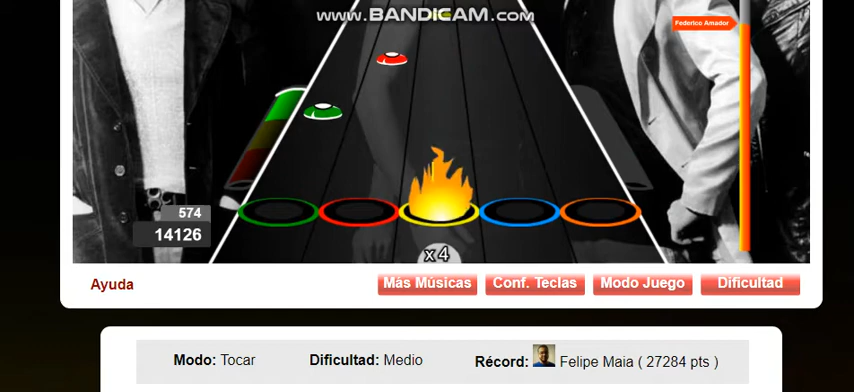 www.BANDICAM.com
Federico Amador
574
14126
x4
Ayuda
Más Músicas
Conf. Teclas
Modo Juego
Dificultad
Modo: Tocar Dificultad: Medio Récord: Felipe Maia ( 27284 pts )